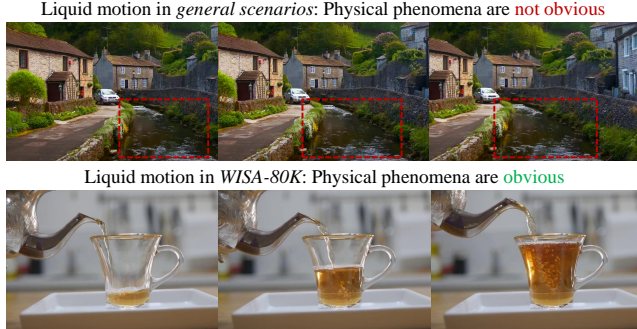 Liquid motion in general scenarios: Physical phenomena are not obvious
Liquid motion in WISA-80K: Physical phenomena are obvious